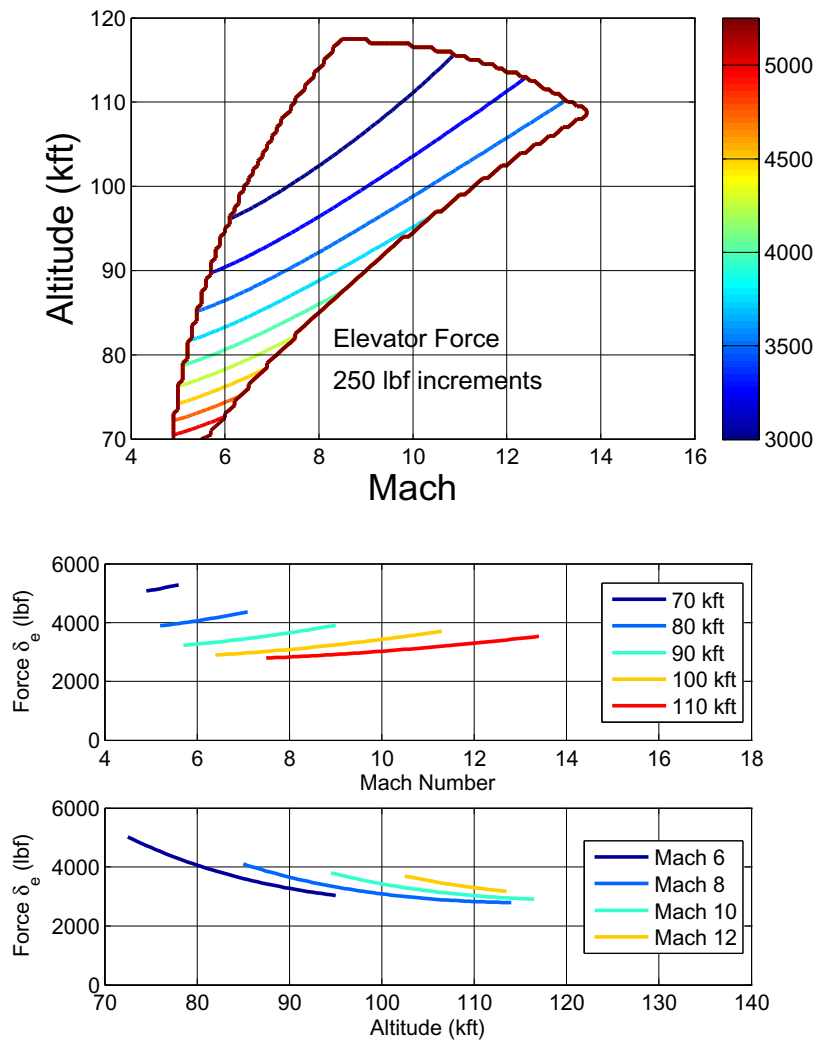 120
110
100
90
80
70
4 6 8 10 12 14 16
Altitude (kft)
Mach
Elevator Force
250 lbf increments
5000
4500
4000
3500
3000
6000
4000
2000
0
4 6 8 10 12 14 16 18
Force δe (lbf)
Mach Number
70 kft
80 kft
90 kft
100 kft
110 kft
6000
4000
2000
0
70 80 90 100 110 120 130 140
Force δe (lbf)
Altitude (kft)
Mach 6
Mach 8
Mach 10
Mach 12